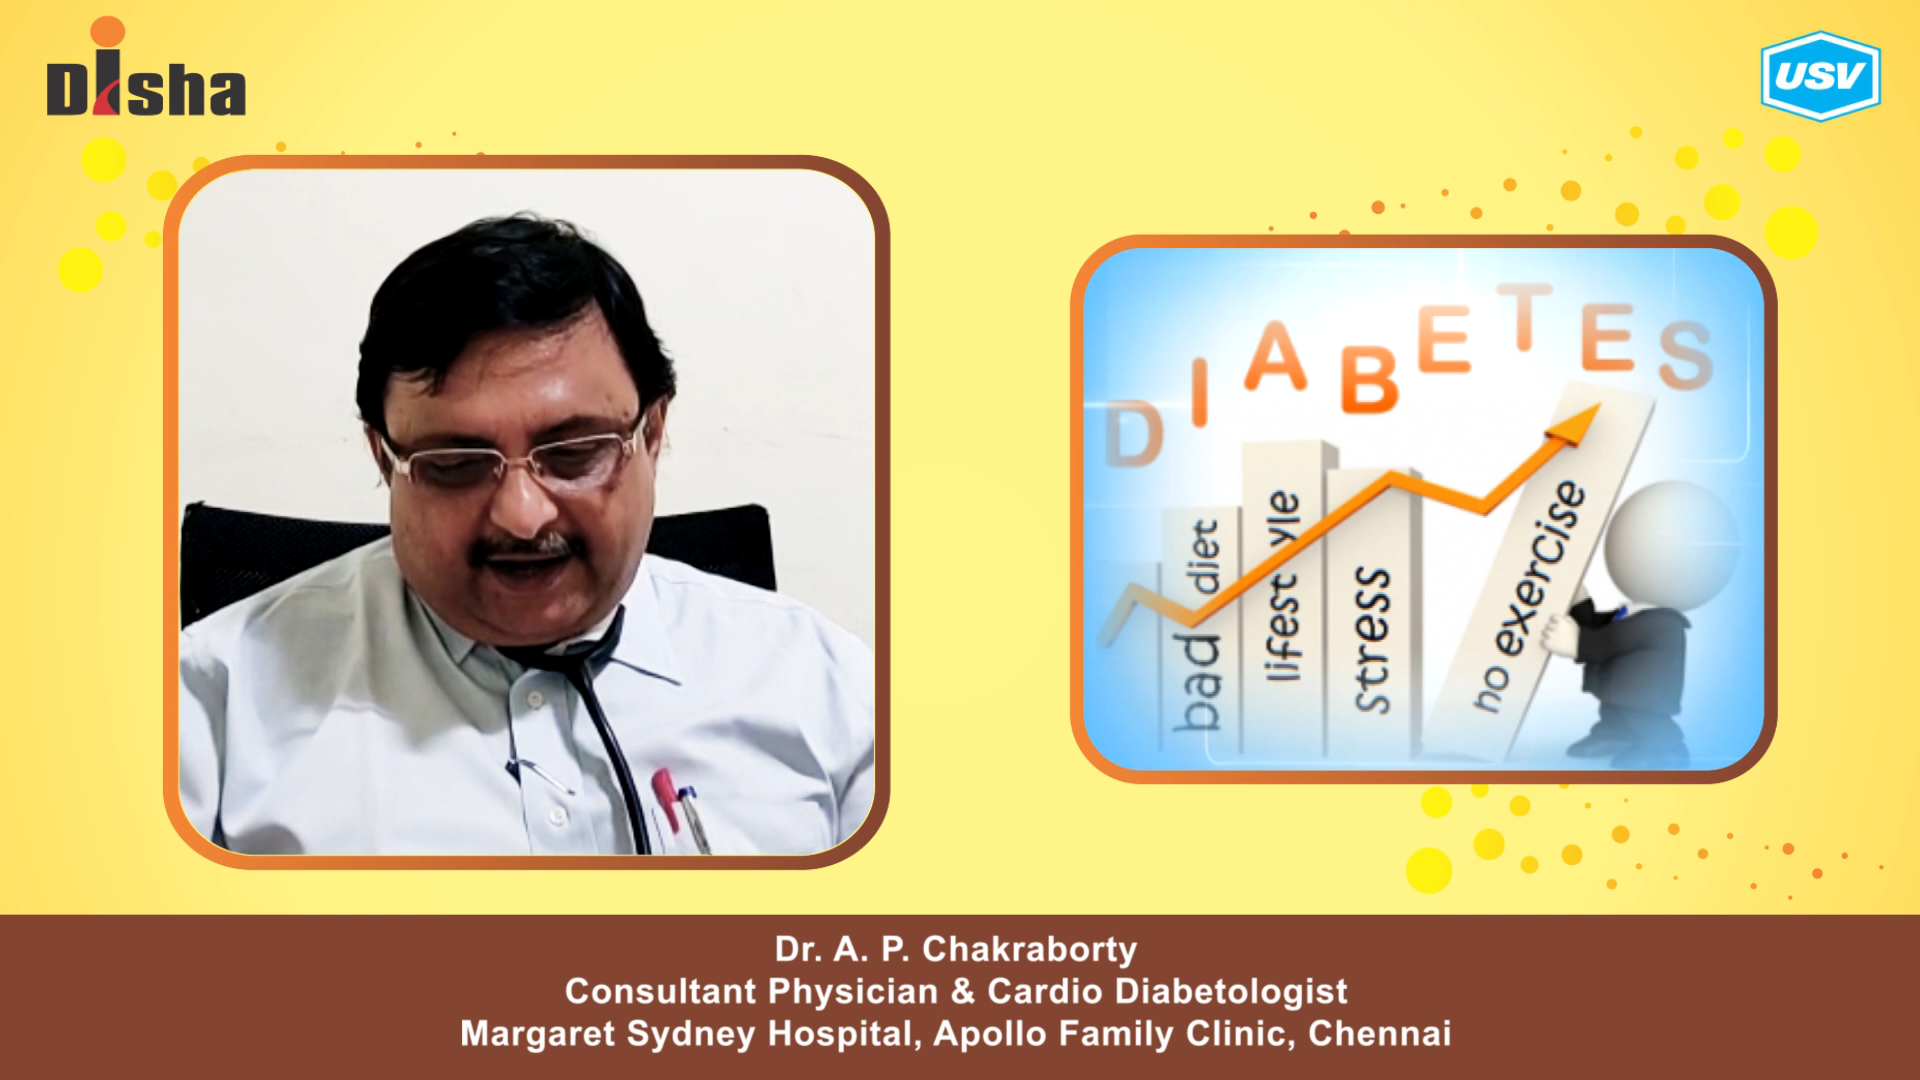 Disha
USV
DIABETES
bad diet
lifestyle
stress
no exercise
Dr. A. P. Chakraborty
Consultant Physician & Cardio Diabetologist
Margaret Sydney Hospital, Apollo Family Clinic, Chennai